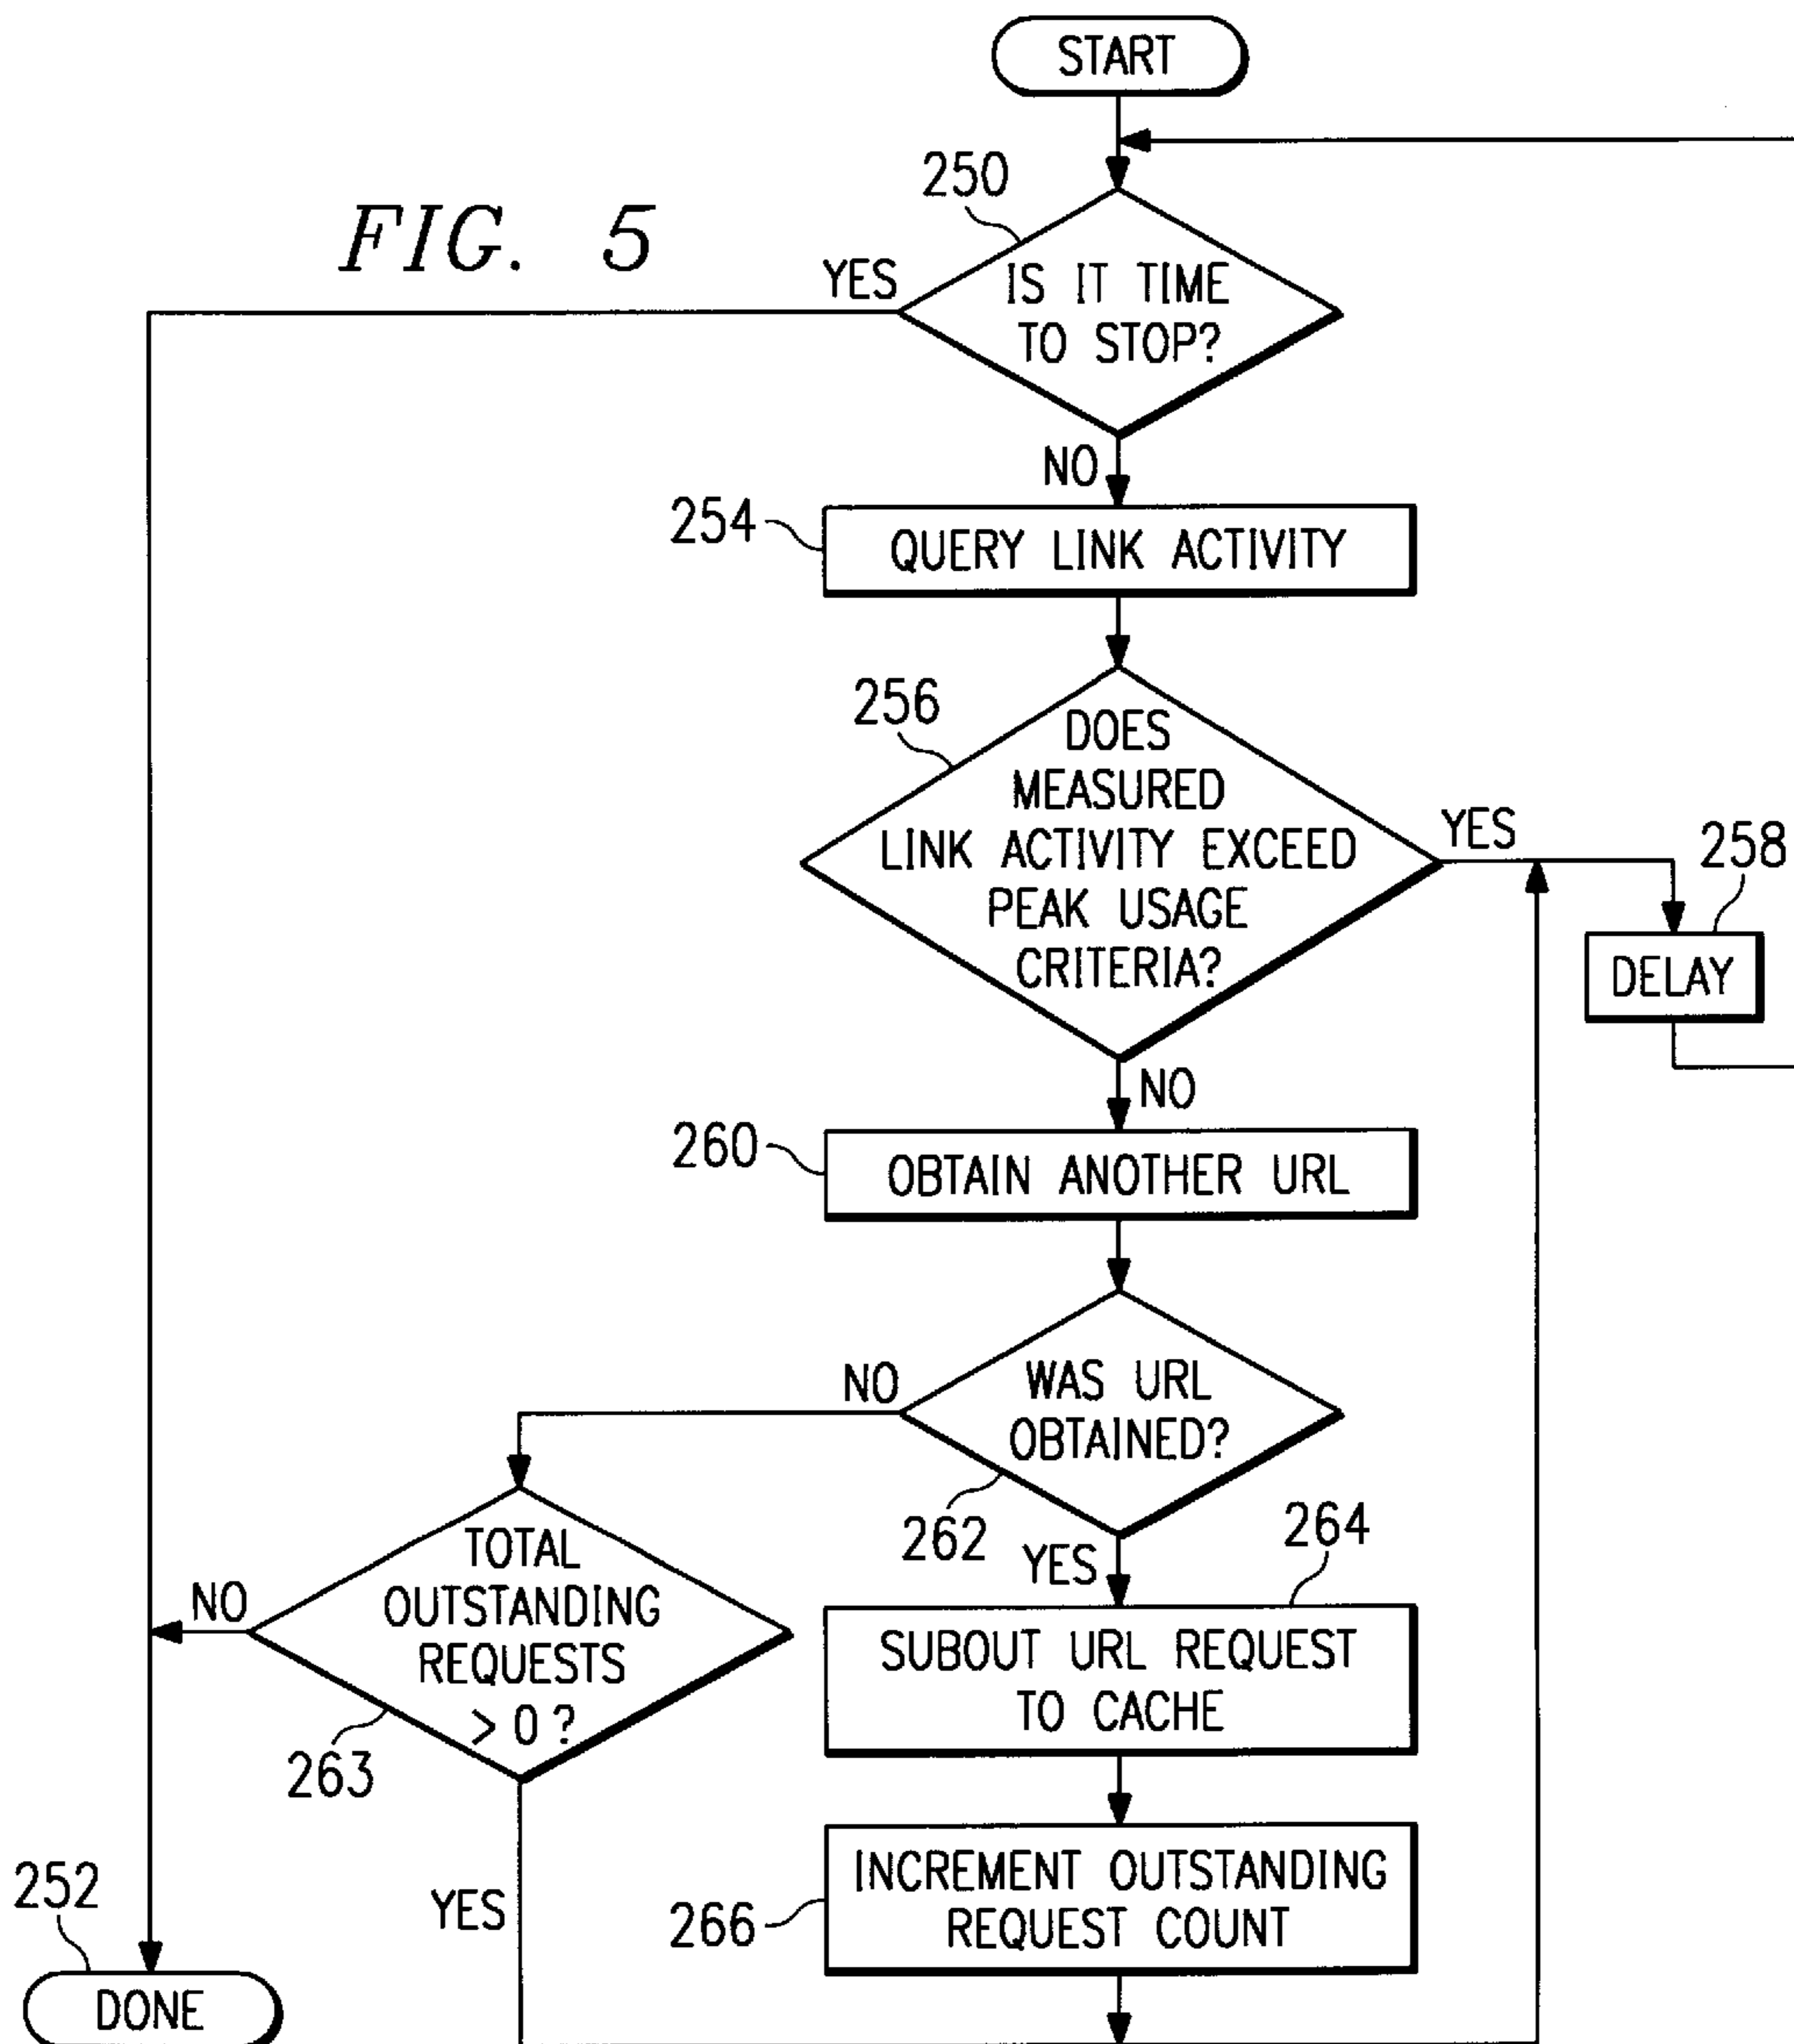 START
FIG. 5
250
YES
IS IT TIME
TO STOP?
NO
254
QUERY LINK ACTIVITY
256
DOES
MEASURED
LINK ACTIVITY EXCEED
PEAK USAGE
CRITERIA?
YES
258
DELAY
NO
260
OBTAIN ANOTHER URL
NO
WAS URL
OBTAINED?
262
YES
264
TOTAL
OUTSTANDING
REQUESTS
> 0 ?
NO
263
SUBOUT URL REQUEST
TO CACHE
252
YES
266
INCREMENT OUTSTANDING
REQUEST COUNT
DONE